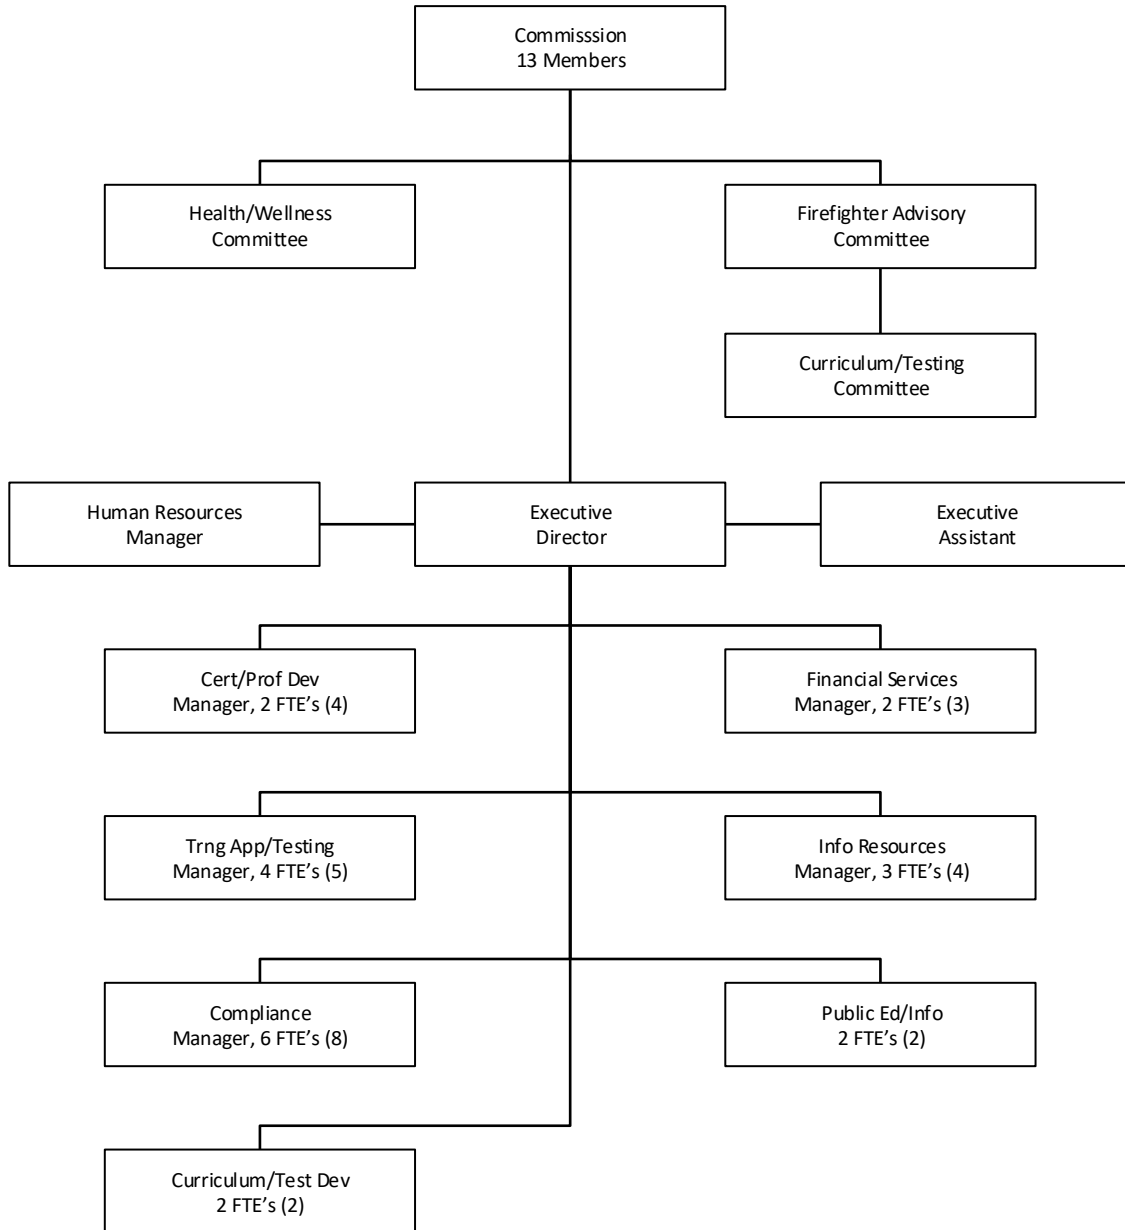 Commisssion
13 Members
Health/Wellness
Committee
Firefighter Advisory
Committee
Curriculum/Testing
Committee
Human Resources
Manager
Executive
Director
Executive
Assistant
Cert/Prof Dev
Manager, 2 FTE’s (4)
Financial Services
Manager, 2 FTE’s (3)
Trng App/Testing
Manager, 4 FTE’s (5)
Info Resources
Manager, 3 FTE’s (4)
Compliance
Manager, 6 FTE’s (8)
Public Ed/Info
2 FTE’s (2)
Curriculum/Test Dev
2 FTE’s (2)